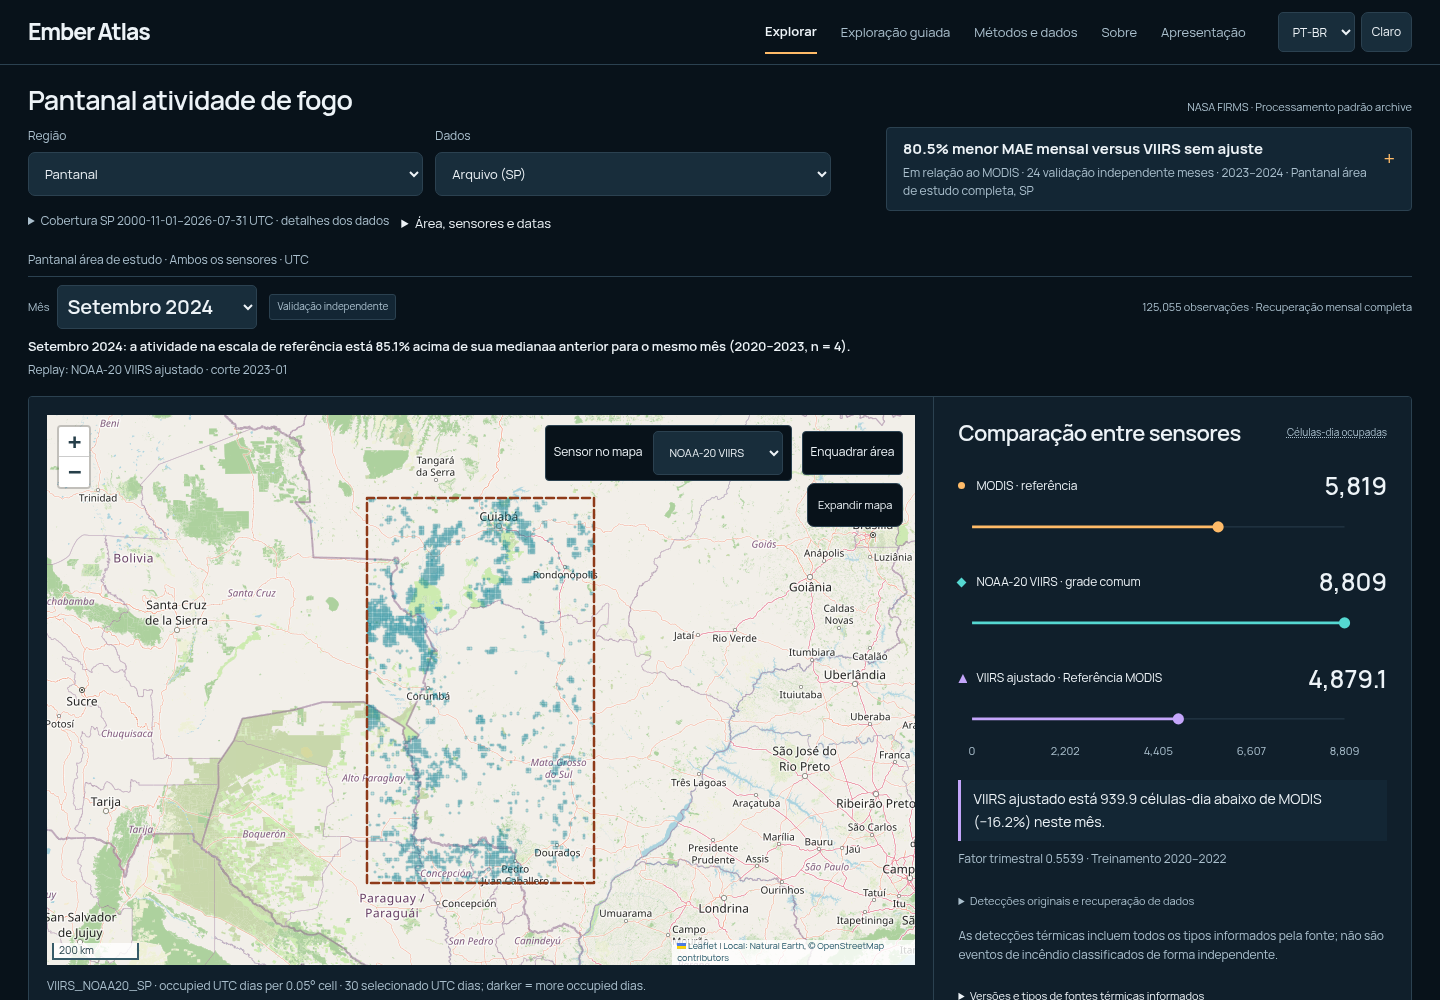 Ember Atlas
Explorar
Exploração guiada
Métodos e dados
Sobre
Apresentação
PT-BR
Claro
Pantanal atividade de fogo
NASA FIRMS · Processamento padrão archive
Região
Dados
Pantanal
Arquivo (SP)
80.5% menor MAE mensal versus VIIRS sem ajuste
+
Em relação ao MODIS · 24 validação independente meses · 2023–2024 · Pantanal área
de estudo completa, SP
Cobertura SP 2000-11-01–2026-07-31 UTC · detalhes dos dados
Área, sensores e datas
Pantanal área de estudo · Ambos os sensores · UTC
Mês
Setembro 2024
Validação independente
125,055 observações · Recuperação mensal completa
Setembro 2024: a atividade na escala de referência está 85.1% acima de sua medianaa anterior para o mesmo mês (2020–2023, n = 4).
Replay: NOAA-20 VIIRS ajustado · corte 2023-01
+
−
Sensor no mapa
NOAA-20 VIIRS
Enquadrar área
Expandir mapa
Beni
Trinidad
Tangará
da Serra
Cuiabá
Brasília
Goiás
Anápolis
Luziânia
Bolivia
Rondonópolis
Goiânia
chabamba
Santa Cruz
Santa Cruz
de la Sierra
Caldas
Novas
Jataí
Rio Verde
Itumbiara
Catalão
Uberlândia
Corumbá
Ituiutaba
Sucre
Potosí
Chuquisaca
Uberaba
Ara
São José do
Rio Preto
Franca
Mato Grosso
do Sul
Alto Paraguay
Três Lagoas
Tarija
Araçatuba
Ribeirão Preto
Tarija
Boquerón
São Carlos
Marília
Bauru
Jaú
Dourados
Presidente
Prudente
Assis
São Paulo
Camp
Concepción
Pedro
Juan Caballero
Ourinhos
Tatuí
Itu
Paraguay /
Paraguái
Concepción
Londrina
Umuarama
Itapetininga
Sã
uy
San Salvador
de Jujuy
San Pedro
Canindeyú
Campo
Mourão
200 km
Leaflet | Local: Natural Earth, © OpenStreetMap
contributors
VIIRS_NOAA20_SP · occupied UTC dias per 0.05° cell · 30 selecionado UTC dias; darker = more occupied dias.
Comparação entre sensores
Células-dia ocupadas
MODIS · referência
5,819
NOAA-20 VIIRS · grade comum
8,809
VIIRS ajustado · Referência MODIS
4,879.1
0
2,202
4,405
6,607
8,809
VIIRS ajustado está 939.9 células-dia abaixo de MODIS
(−16.2%) neste mês.
Fator trimestral 0.5539 · Treinamento 2020–2022
Detecções originais e recuperação de dados
As detecções térmicas incluem todos os tipos informados pela fonte; não são
eventos de incêndio classificados de forma independente.
Versões e tipos de fontes térmicas informados